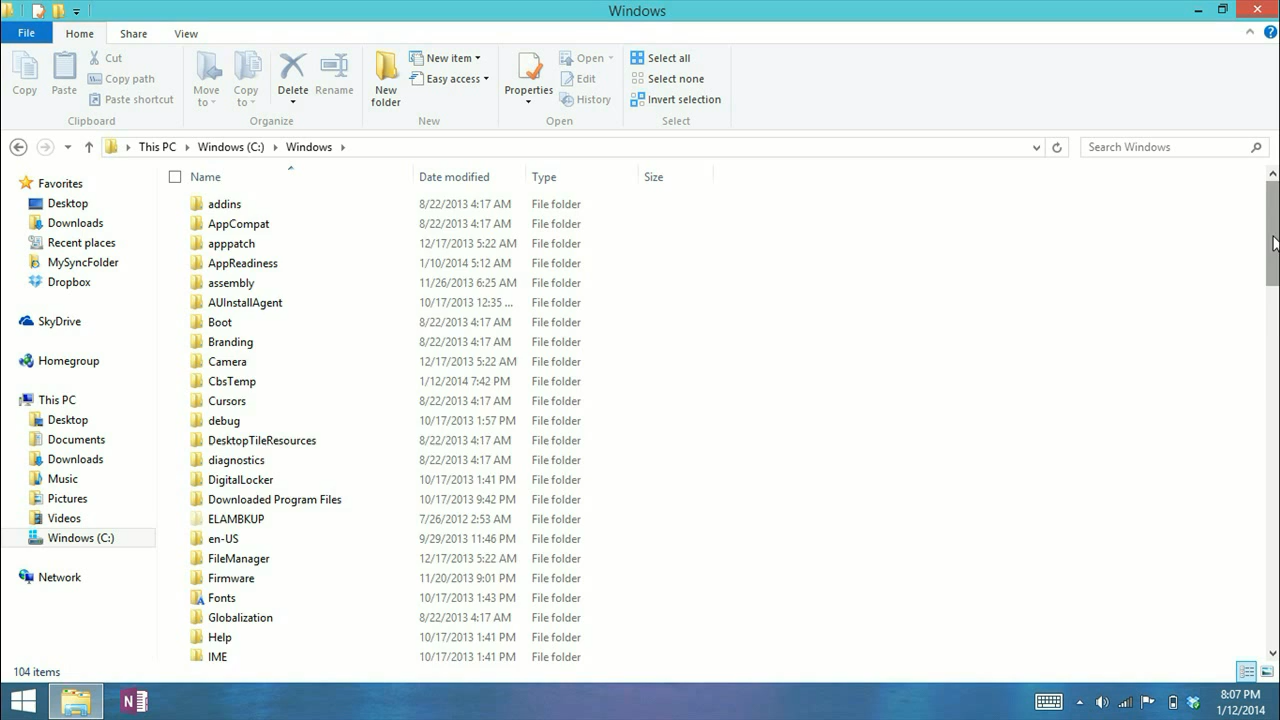 Windows
File Home Share View
Copy Paste Cut Copy path Paste shortcut Clipboard
Move to Copy to Delete Rename Organize
New folder New item Easy access New
Properties Open Edit History Open
Select all Select none Invert selection Select
This PC Windows (C:) Windows Search Windows
Favorites
Desktop
Downloads
Recent places
MySyncFolder
Dropbox
SkyDrive
Homegroup
This PC
Desktop
Documents
Downloads
Music
Pictures
Videos
Windows (C:)
Network
Name Date modified Type Size
addins 8/22/2013 4:17 AM File folder
AppCompat 8/22/2013 4:17 AM File folder
apppatch 12/17/2013 5:22 AM File folder
AppReadiness 1/10/2014 5:12 AM File folder
assembly 11/26/2013 6:25 AM File folder
AUInstallAgent 10/17/2013 12:35 ... File folder
Boot 8/22/2013 4:17 AM File folder
Branding 8/22/2013 4:17 AM File folder
Camera 12/17/2013 5:22 AM File folder
CbsTemp 1/12/2014 7:42 PM File folder
Cursors 8/22/2013 4:17 AM File folder
debug 10/17/2013 1:57 PM File folder
DesktopTileResources 8/22/2013 4:17 AM File folder
diagnostics 8/22/2013 4:17 AM File folder
DigitalLocker 10/17/2013 1:41 PM File folder
Downloaded Program Files 10/17/2013 9:42 PM File folder
ELAMBKUP 7/26/2012 2:53 AM File folder
en-US 9/29/2013 11:46 PM File folder
FileManager 12/17/2013 5:22 AM File folder
Firmware 11/20/2013 9:01 PM File folder
Fonts 10/17/2013 1:43 PM File folder
Globalization 8/22/2013 4:17 AM File folder
Help 10/17/2013 1:41 PM File folder
IME 10/17/2013 1:41 PM File folder
104 items
8:07 PM
1/12/2014